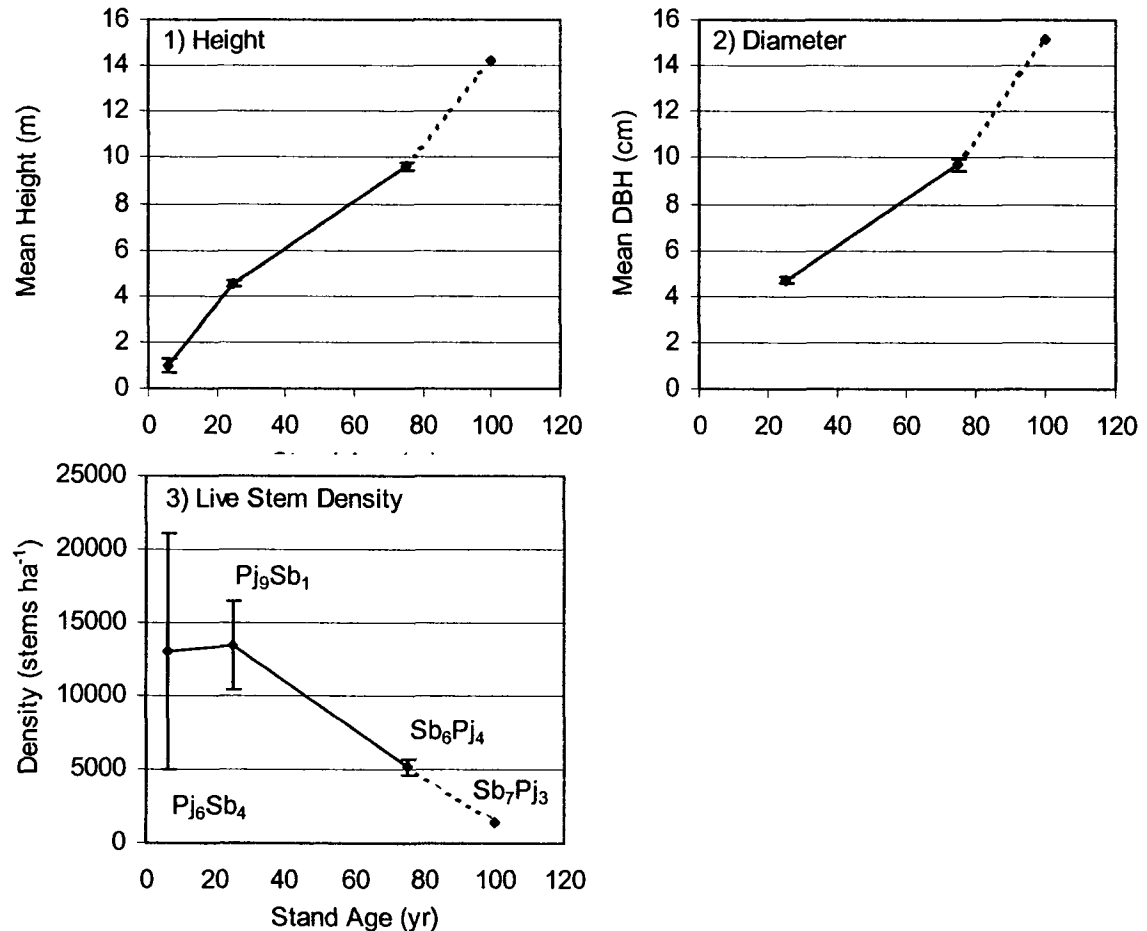 1) Height
Mean Height (m)
16
14
12
10
8
6
4
2
0
0 20 40 60 80 100 120
2) Diameter
Mean DBH (cm)
16
14
12
10
8
6
4
2
0
0 20 40 60 80 100 120
3) Live Stem Density
Density (stems ha⁻¹)
25000
20000
15000
10000
5000
0
Pj₉Sb₁
Sb₆Pj₄
Sb₇Pj₃
Pj₆Sb₄
0 20 40 60 80 100 120
Stand Age (yr)